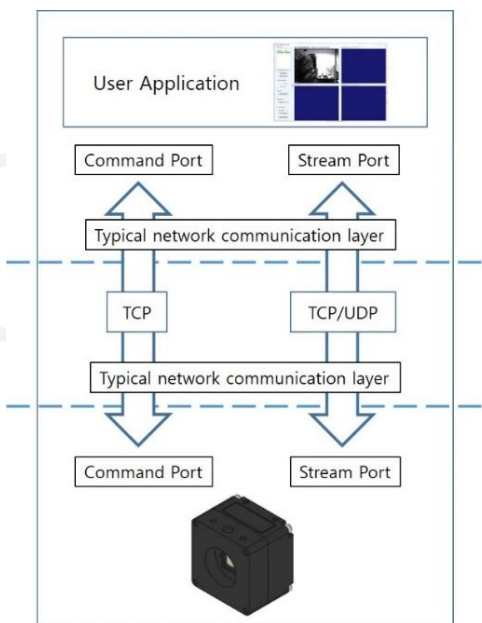 User Application
Command Port
Stream Port
Typical network communication layer
TCP
TCP/UDP
Typical network communication layer
Command Port
Stream Port